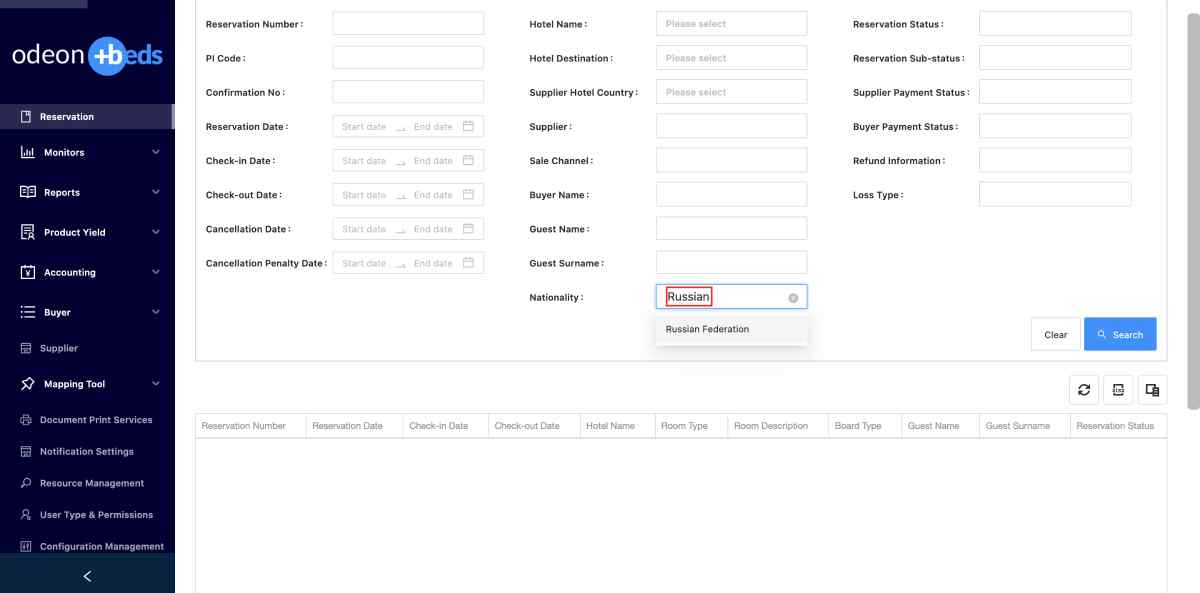 odeon +beds
Reservation
Monitors
Reports
Product Yield
Accounting
Buyer
Supplier
Mapping Tool
Document Print Services
Notification Settings
Resource Management
User Type & Permissions
Configuration Management
Reservation Number :
PI Code :
Confirmation No :
Reservation Date : Start date End date
Check-in Date : Start date End date
Check-out Date : Start date End date
Cancellation Date : Start date End date
Cancellation Penalty Date : Start date End date
Hotel Name : Please select
Hotel Destination : Please select
Supplier Hotel Country : Please select
Supplier :
Sale Channel :
Buyer Name :
Guest Name :
Guest Surname :
Nationality : Russian
Russian Federation
Reservation Status :
Reservation Sub-status :
Supplier Payment Status :
Buyer Payment Status :
Refund Information :
Loss Type :
Clear Search
Reservation Number Reservation Date Check-in Date Check-out Date Hotel Name Room Type Room Description Board Type Guest Name Guest Surname Reservation Status